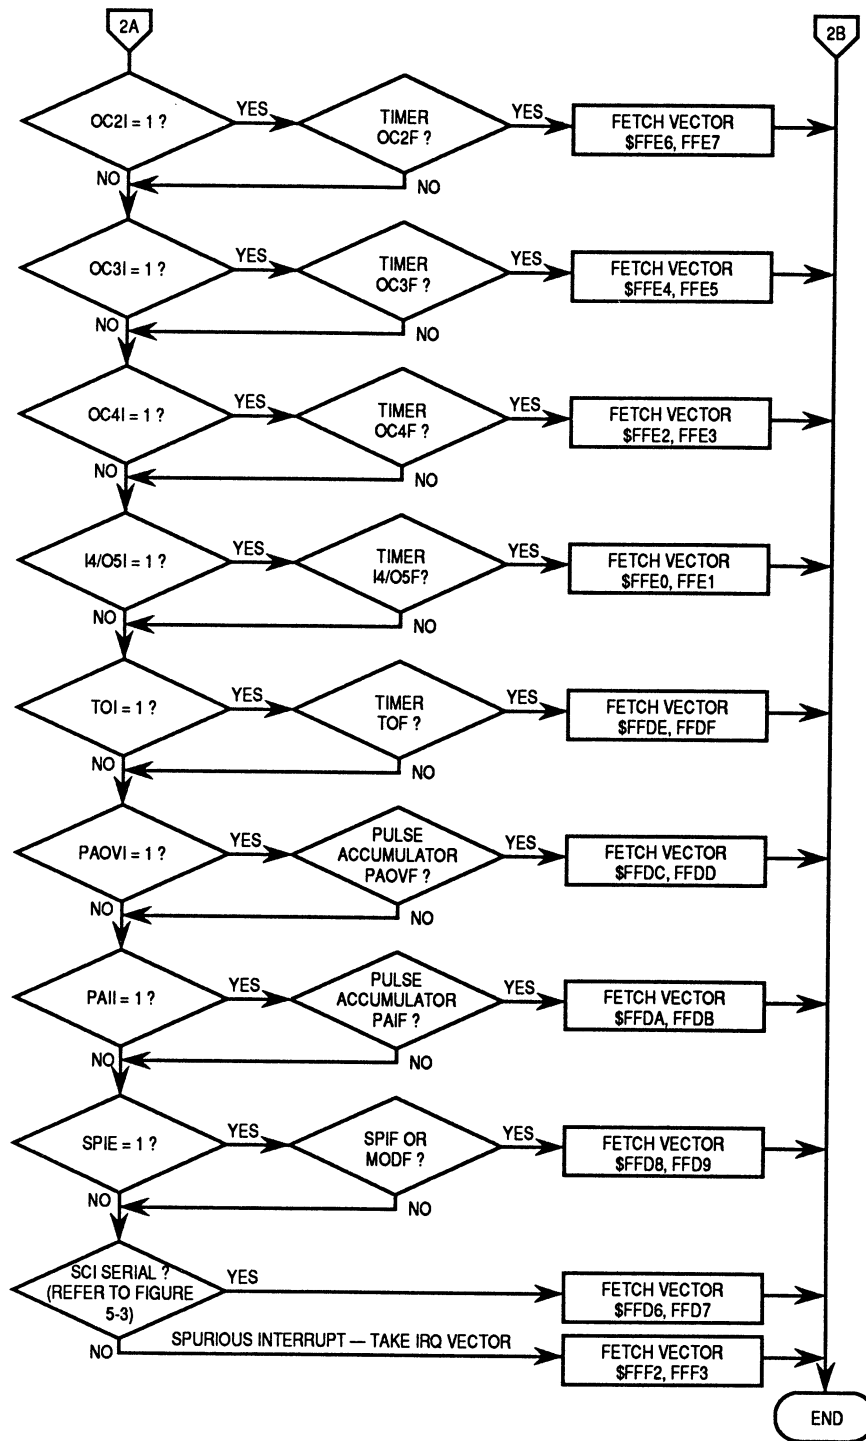 2A
2B
OC2I = 1 ?
YES
TIMER
OC2F ?
YES
FETCH VECTOR
$FFE6, FFE7
NO
NO
OC3I = 1 ?
YES
TIMER
OC3F ?
YES
FETCH VECTOR
$FFE4, FFE5
NO
NO
OC4I = 1 ?
YES
TIMER
OC4F ?
YES
FETCH VECTOR
$FFE2, FFE3
NO
NO
I4/O5I = 1 ?
YES
TIMER
I4/O5F?
YES
FETCH VECTOR
$FFE0, FFE1
NO
NO
TOI = 1 ?
YES
TIMER
TOF ?
YES
FETCH VECTOR
$FFDE, FFDF
NO
NO
PAOVI = 1 ?
YES
PULSE
ACCUMULATOR
PAOVF ?
YES
FETCH VECTOR
$FFDC, FFDD
NO
NO
PAII = 1 ?
YES
PULSE
ACCUMULATOR
PAIF ?
YES
FETCH VECTOR
$FFDA, FFDB
NO
NO
SPIE = 1 ?
YES
SPIF OR
MODF ?
YES
FETCH VECTOR
$FFD8, FFD9
NO
NO
SCI SERIAL ?
(REFER TO FIGURE
5-3)
YES
FETCH VECTOR
$FFD6, FFD7
NO
SPURIOUS INTERRUPT — TAKE IRQ VECTOR
FETCH VECTOR
$FFF2, FFF3
END